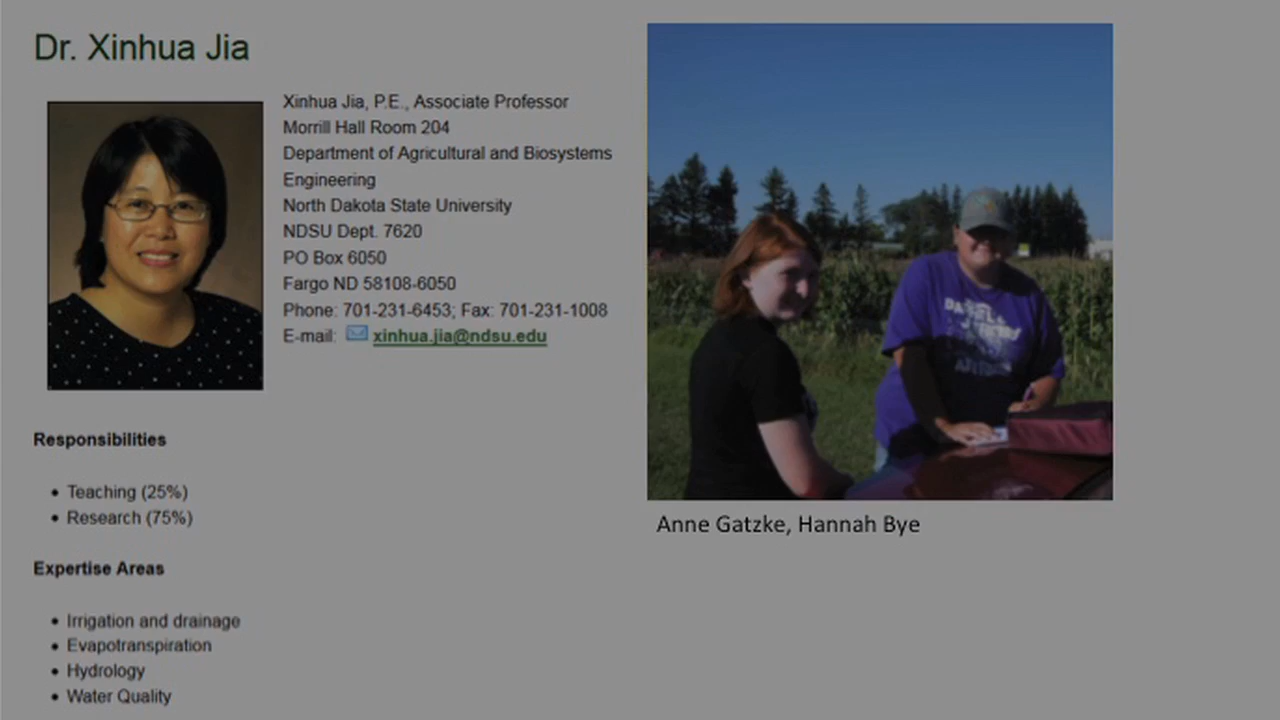 Dr. Xinhua Jia
Xinhua Jia, P.E., Associate Professor
Morrill Hall Room 204
Department of Agricultural and Biosystems
Engineering
North Dakota State University
NDSU Dept. 7620
PO Box 6050
Fargo ND 58108-6050
Phone: 701-231-6453; Fax: 701-231-1008
E-mail: xinhua.jia@ndsu.edu
Responsibilities
• Teaching (25%)
• Research (75%)
Expertise Areas
• Irrigation and drainage
• Evapotranspiration
• Hydrology
• Water Quality
Anne Gatzke, Hannah Bye